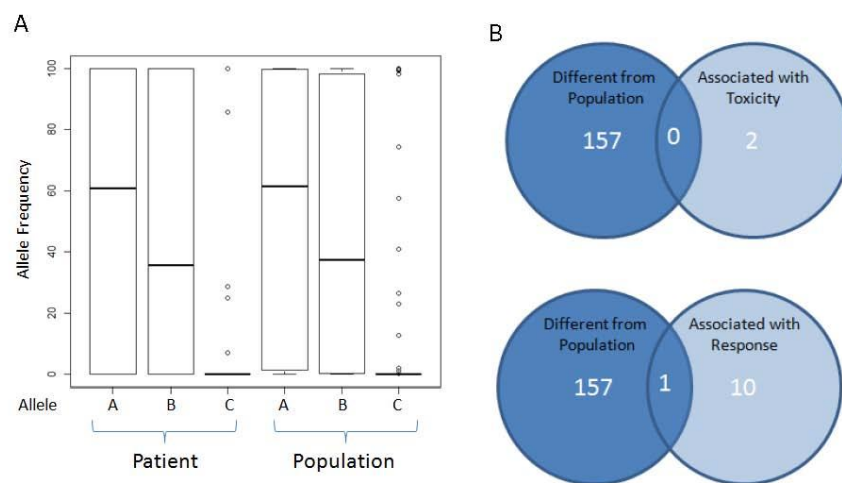 A
Allele Frequency
100
80
60
40
20
0
Allele
A B C A B C
Patient Population
B
Different from
Population
157
0
Associated with
Toxicity
2
Different from
Population
157
1
Associated with
Response
10